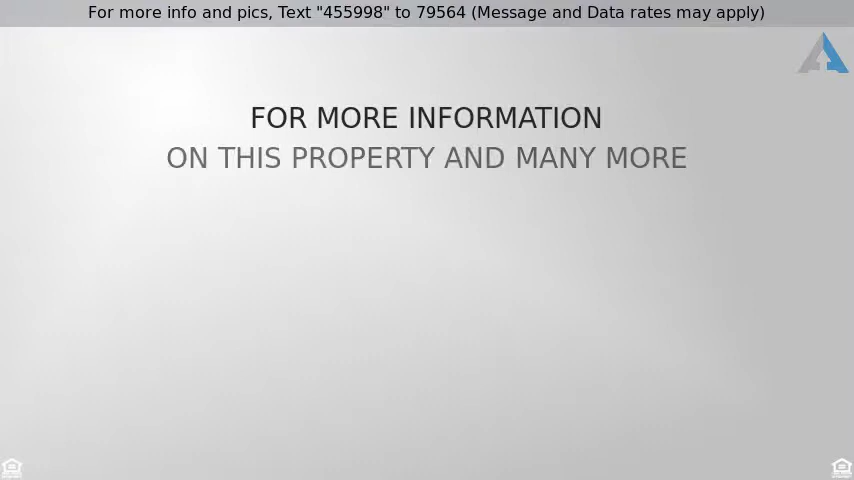 For more info and pics, Text "455998" to 79564 (Message and Data rates may apply)
FOR MORE INFORMATION
ON THIS PROPERTY AND MANY MORE